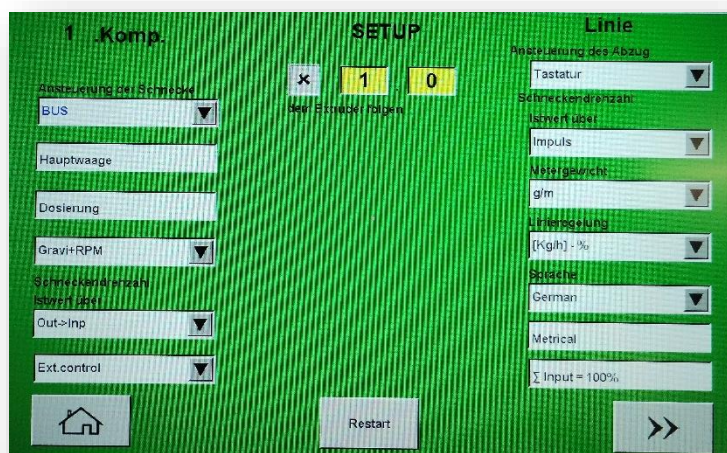 1 .Komp.
SETUP
Linie
Ansteuerung der Schnecke
BUS
Hauptwaage
Dosierung
Gravi+RPM
Schneckendrehzahl
Istwert über
Out->Inp
Ext.control
× 1 . 0
dem Extruder folgen
Ansteuerung des Abzug
Tastatur
Schneckendrehzahl
Istwert über
Impuls
Metergewicht
g/m
Linieregelung
[Kg/h] - %
Sprache
German
Metrical
∑ Input = 100%
Restart
>>